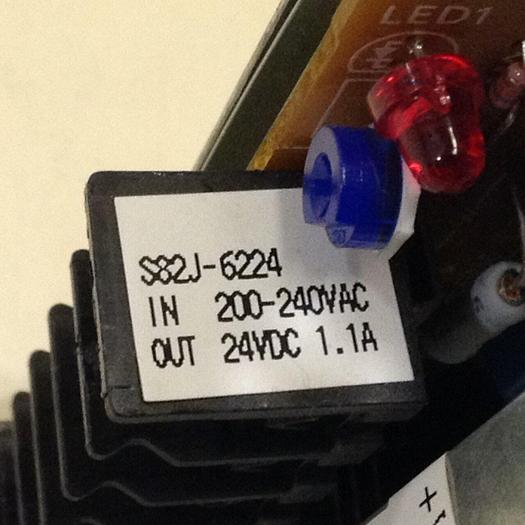 LED1
S82J-6224
IN 200-240VAC
OUT 24VDC 1.1A
+V